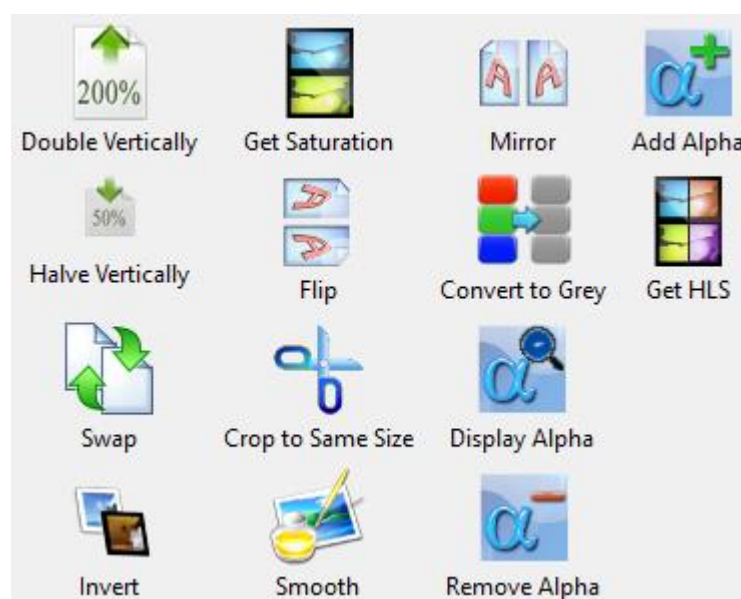 200%
Double Vertically
Get Saturation
A A
Mirror
α
Add Alpha
50%
Halve Vertically
A
A
Flip
Convert to Grey
Get HLS
Swap
Crop to Same Size
α
Display Alpha
Invert
Smooth
α
Remove Alpha